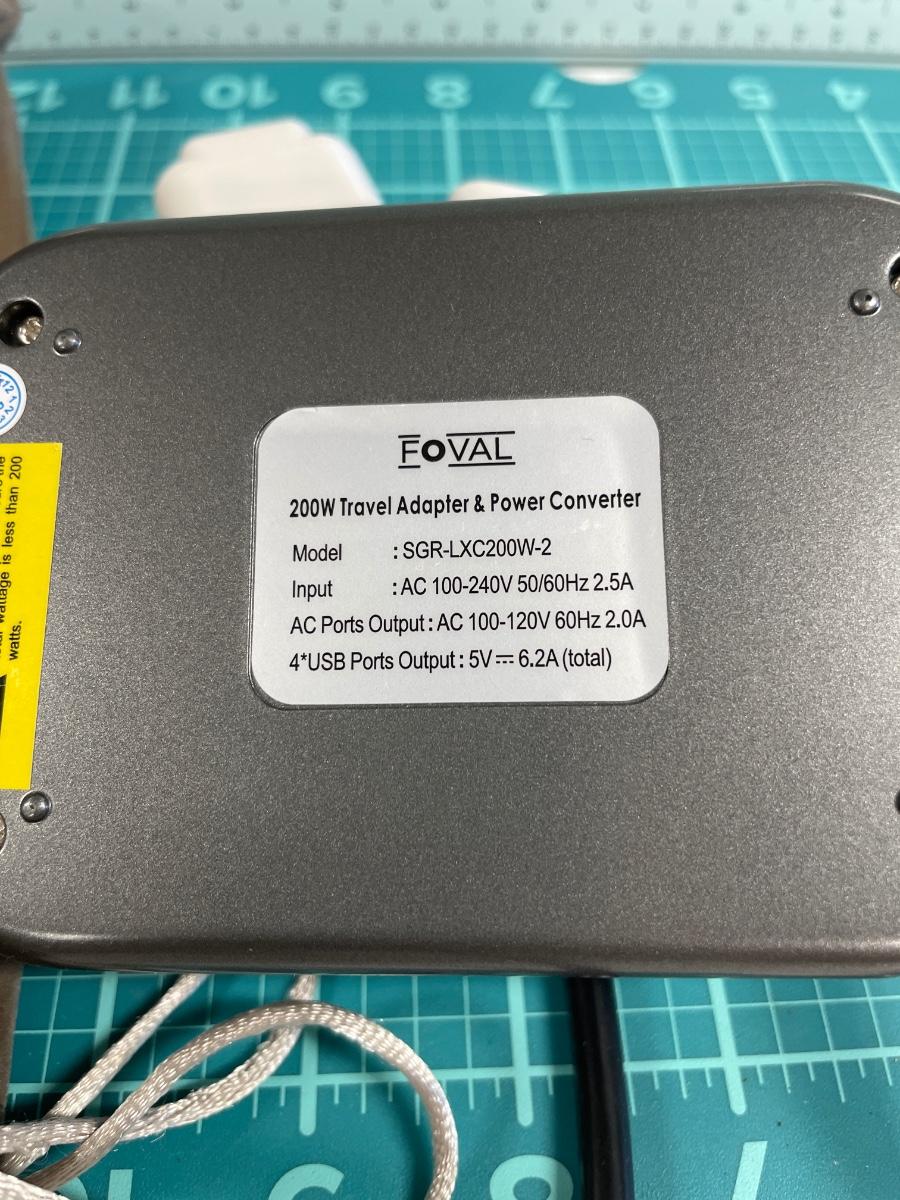 12 11 10 9 8 7 6 5 4
FOVAL
200W Travel Adapter & Power Converter
Model : SGR-LXC200W-2
Input : AC 100-240V 50/60Hz 2.5A
AC Ports Output : AC 100-120V 60Hz 2.0A
4*USB Ports Output : 5V⎓6.2A (total)
wattage is less than 200
watts.